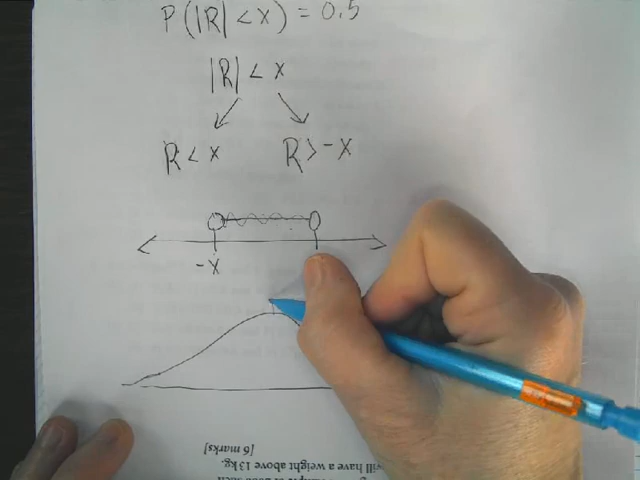 P(|R| < x) = 0.5
|R| < x
R < x R > -x
-x
[6 marks]
will have a weight above 13kg.